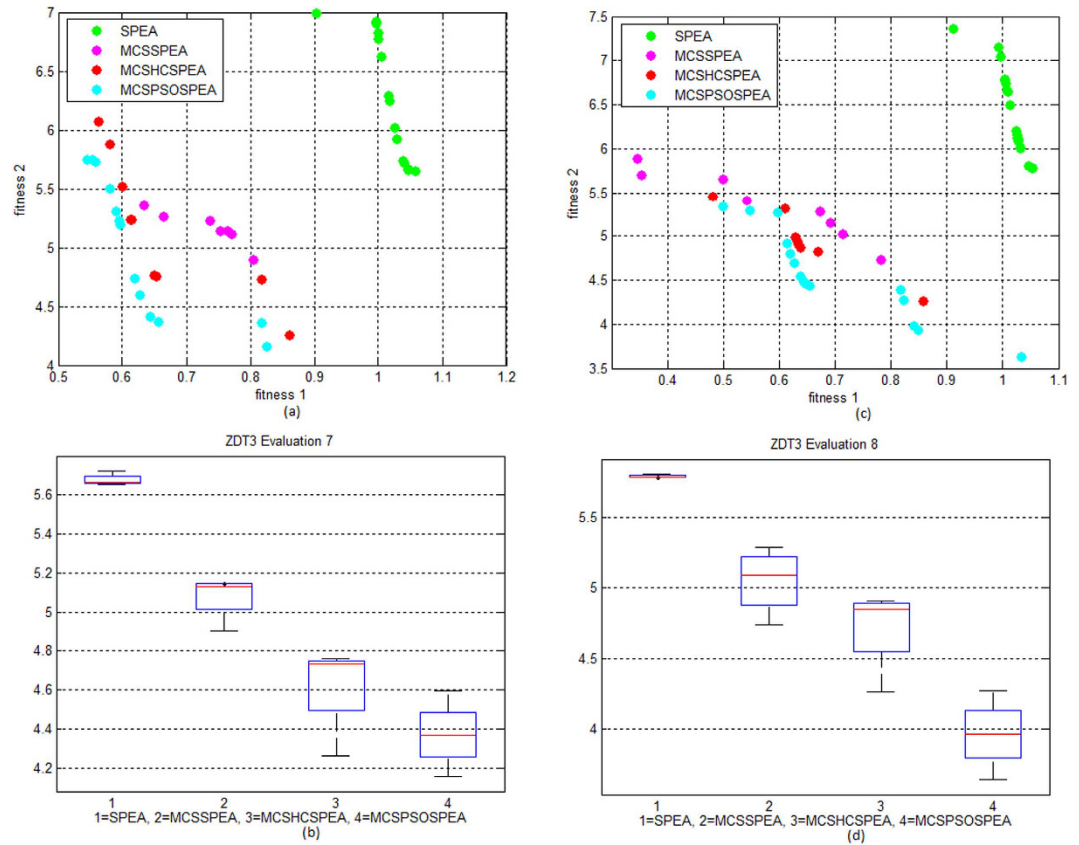 7
6.5
6
5.5
5
4.5
4
fitness 2
SPEA
MCSSPEA
MCSHCSPEA
MCSPSOSPEA
0.5 0.6 0.7 0.8 0.9 1 1.1 1.2
fitness 1
(a)
7.5
7
6.5
6
5.5
5
4.5
4
3.5
fitness 2
SPEA
MCSSPEA
MCSHCSPEA
MCSPSOSPEA
0.4 0.5 0.6 0.7 0.8 0.9 1 1.1
fitness 1
(c)
ZDT3 Evaluation 7
5.6
5.4
5.2
5
4.8
4.6
4.4
4.2
1 2 3 4
1=SPEA, 2=MCSSPEA, 3=MCSHCSPEA, 4=MCSPSOSPEA
(b)
ZDT3 Evaluation 8
5.5
5
4.5
4
1 2 3 4
1=SPEA, 2=MCSSPEA, 3=MCSHCSPEA, 4=MCSPSOSPEA
(d)